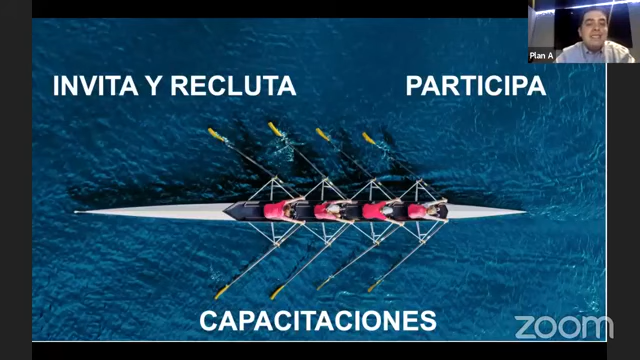 Plan A
INVITA Y RECLUTA
PARTICIPA
CAPACITACIONES
zoom